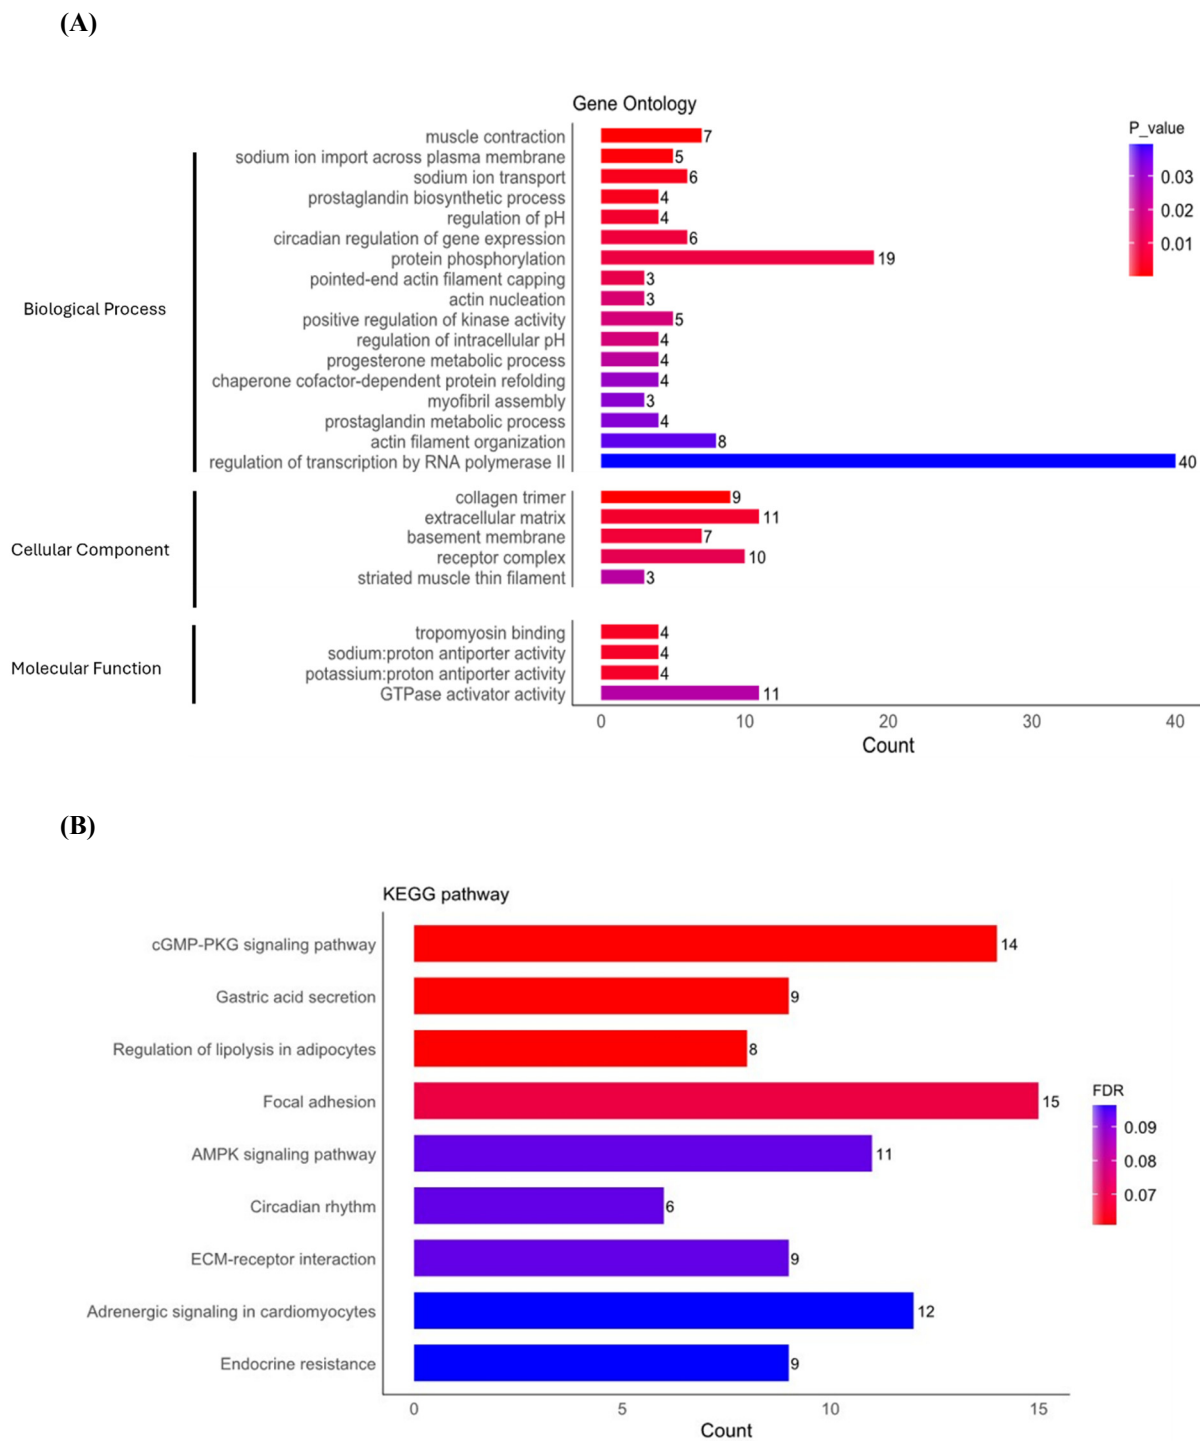 (A)
Gene Ontology
muscle contraction 7
sodium ion import across plasma membrane 5
sodium ion transport 6
prostaglandin biosynthetic process 4
regulation of pH 4
circadian regulation of gene expression 6
protein phosphorylation 19
pointed-end actin filament capping 3
actin nucleation 3
positive regulation of kinase activity 5
regulation of intracellular pH 4
progesterone metabolic process 4
chaperone cofactor-dependent protein refolding 4
myofibril assembly 3
prostaglandin metabolic process 4
actin filament organization 8
regulation of transcription by RNA polymerase II 40
Biological Process
collagen trimer 9
extracellular matrix 11
basement membrane 7
receptor complex 10
striated muscle thin filament 3
Cellular Component
tropomyosin binding 4
sodium:proton antiporter activity 4
potassium:proton antiporter activity 4
GTPase activator activity 11
Molecular Function
0 10 20 30 40
Count
P_value
0.03
0.02
0.01
(B)
KEGG pathway
cGMP-PKG signaling pathway 14
Gastric acid secretion 9
Regulation of lipolysis in adipocytes 8
Focal adhesion 15
AMPK signaling pathway 11
Circadian rhythm 6
ECM-receptor interaction 9
Adrenergic signaling in cardiomyocytes 12
Endocrine resistance 9
0 5 10 15
Count
FDR
0.09
0.08
0.07